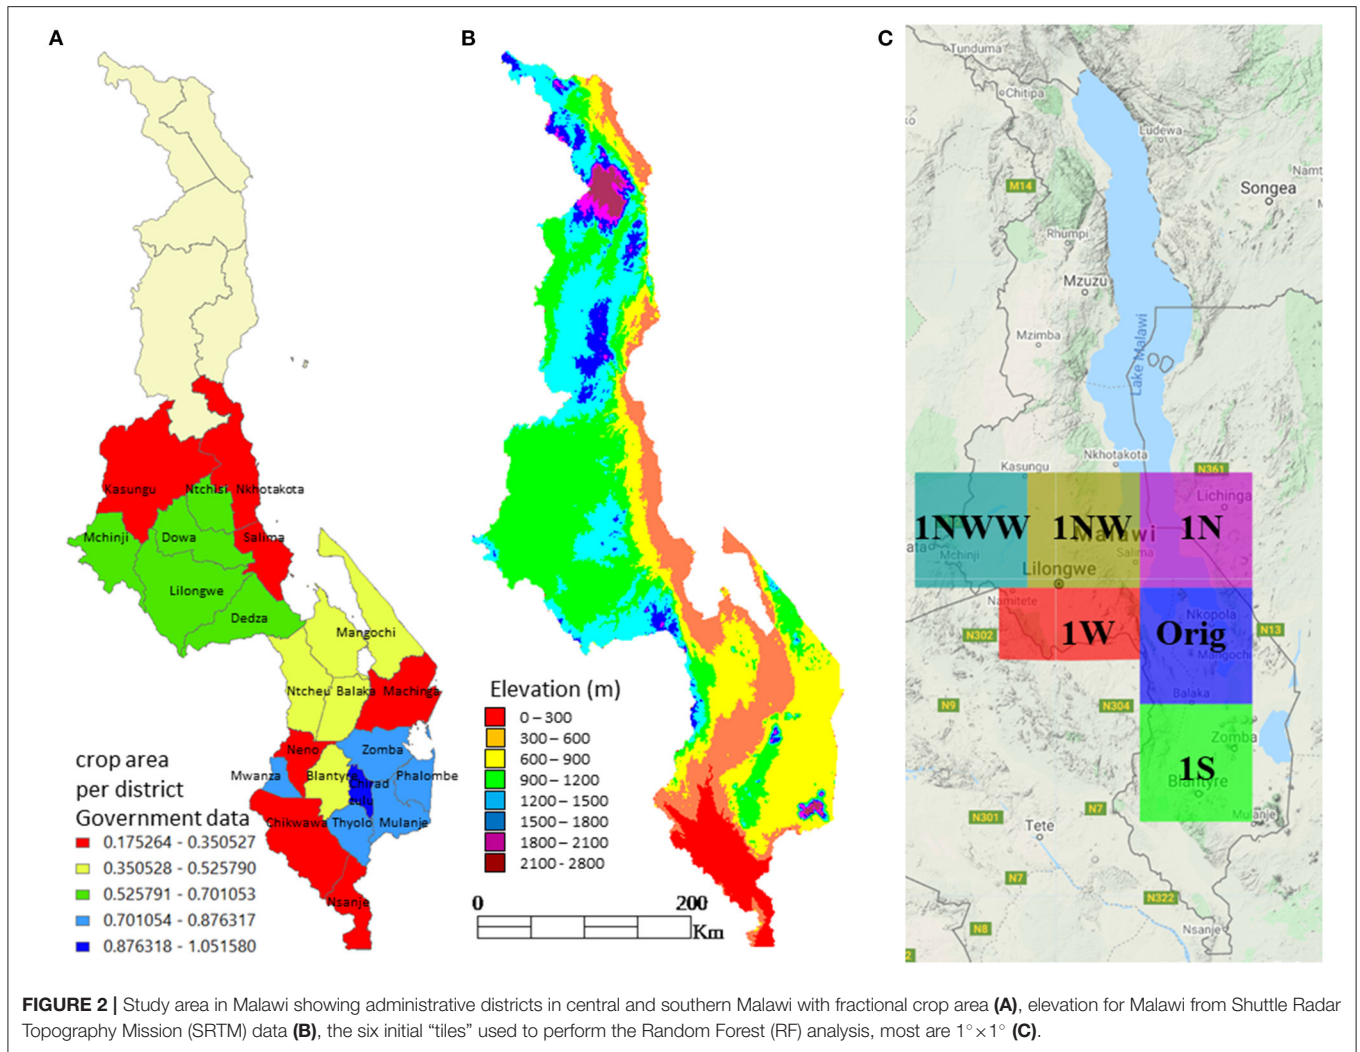 A
B
C
Kasungu
Ntchisi
Nkhotakota
Mchinji
Dowa
Salima
Lilongwe
Dedza
Mangochi
Ntcheu
Balaka
Machinga
Neno
Zomba
Mwanza
Blantyre
Phalombe
Chirad
zulu
Chikwawa
Thyolo
Mulanje
Nsanje
crop area
per district
Government data
0.175264 - 0.350527
0.350528 - 0.525790
0.525791 - 0.701053
0.701054 - 0.876317
0.876318 - 1.051580
Elevation (m)
0 – 300
300 – 600
600 – 900
900 – 1200
1200 – 1500
1500 – 1800
1800 – 2100
2100 - 2800
0
200
Km
Tunduma
Chitipa
Ludewa
M14
Songea
Rhumpi
Mzuzu
Mzimba
Lake Malawi
Nkhotakota
Kasungu
N361
Lichinga
1NWW
1NW
1N
Malawi
Mchinji
Salima
Lilongwe
Namitete
Nkopola
N302
1W
Orig
N13
Mangochi
Balaka
N9
N304
Zomba
1S
Blantyre
N7
Mulanje
N301
Tete
N7
N322
N8
Nsanje
FIGURE 2 | Study area in Malawi showing administrative districts in central and southern Malawi with fractional crop area (A), elevation for Malawi from Shuttle Radar
Topography Mission (SRTM) data (B), the six initial “tiles” used to perform the Random Forest (RF) analysis, most are 1°×1° (C).